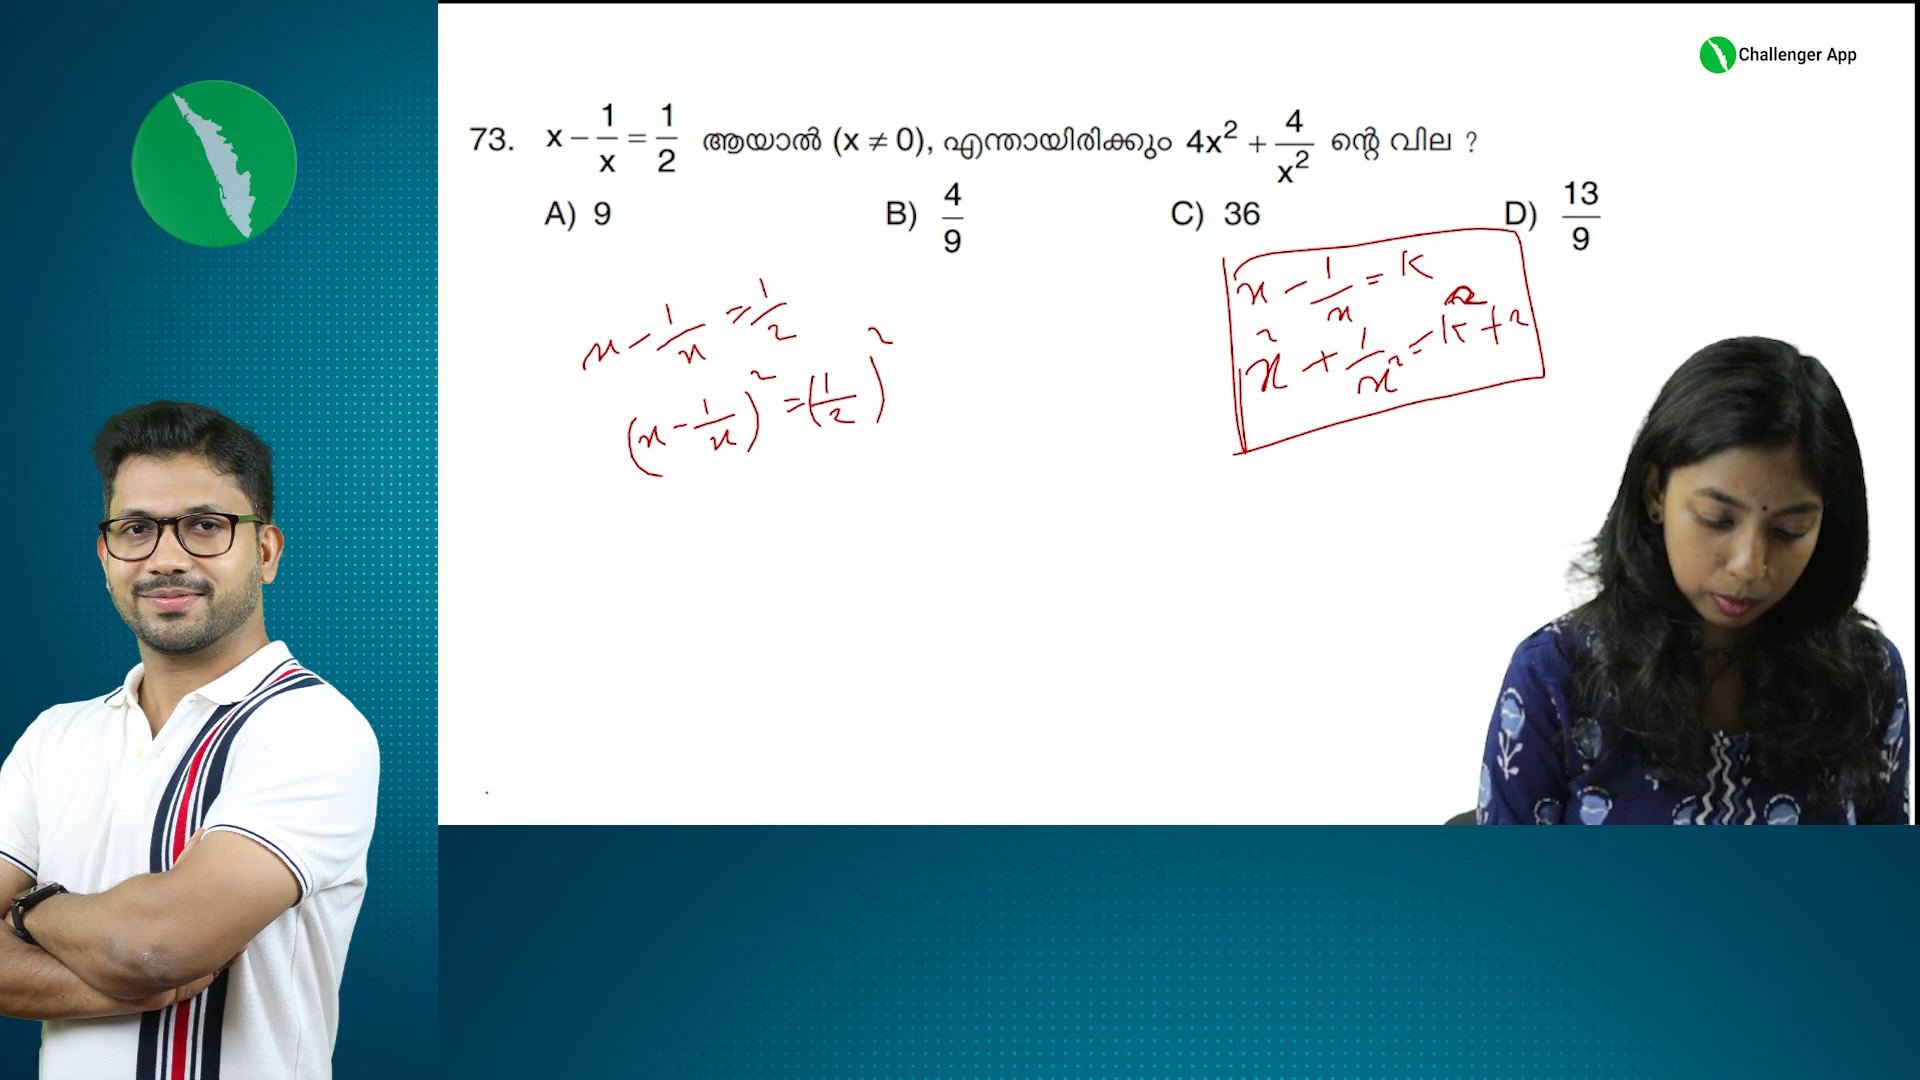 Challenger App
73. x – 1/x = 1/2 ആയാൽ (x ≠ 0), എന്തായിരിക്കും 4x² + 4/x² ന്റെ വില ?
A) 9 B) 4/9 C) 36 D) 13/9
x – 1/x = 1/2
(x – 1/x)² = (1/2)²
x – 1/x = K
x² + 1/x² = K² + 2